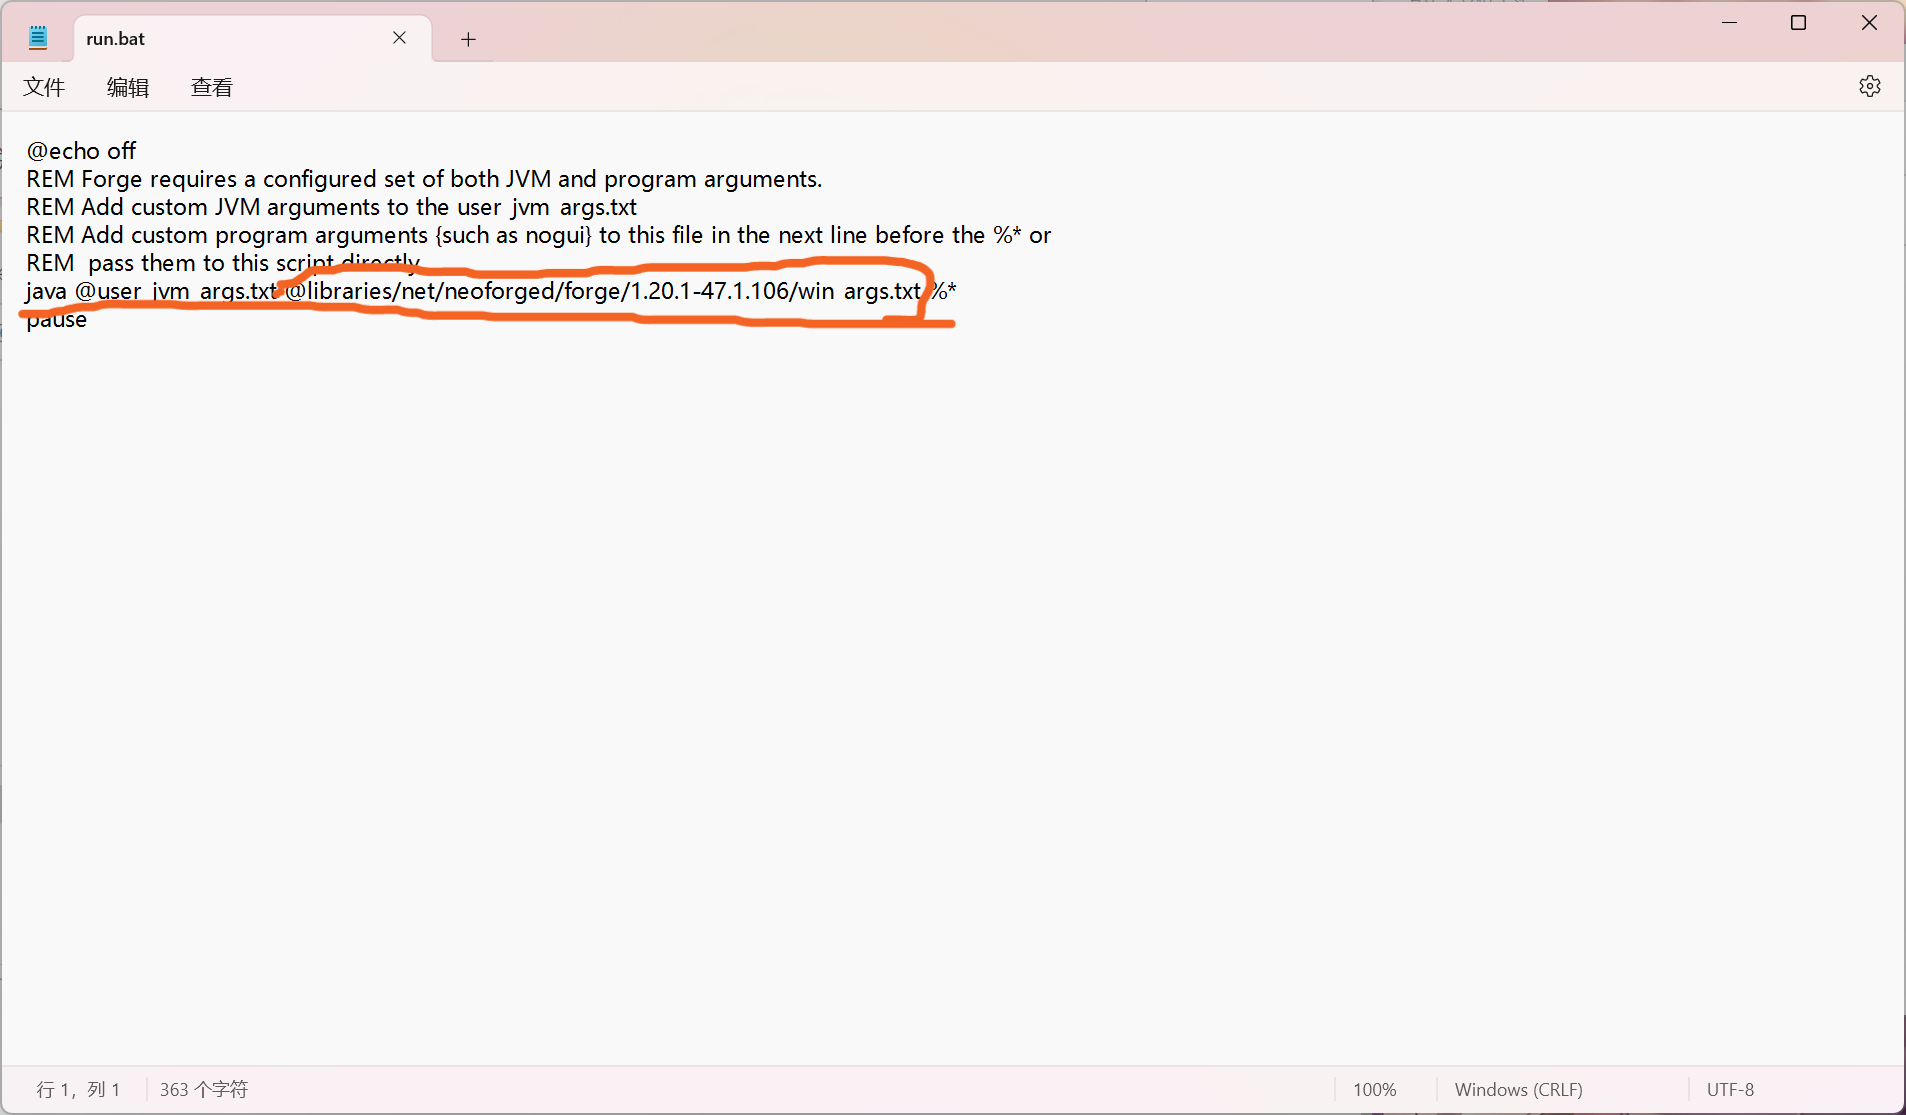 run.bat
文件 编辑 查看
@echo off
REM Forge requires a configured set of both JVM and program arguments.
REM Add custom JVM arguments to the user_jvm_args.txt
REM Add custom program arguments {such as nogui} to this file in the next line before the %* or
REM  pass them to this script directly
java @user_jvm_args.txt @libraries/net/neoforged/forge/1.20.1-47.1.106/win_args.txt %*
pause
行 1，列 1 363 个字符 100% Windows (CRLF) UTF-8